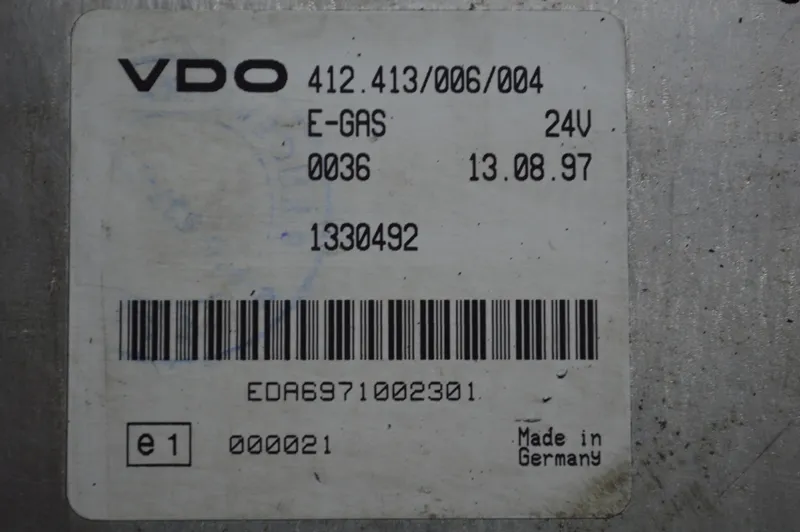 VDO 412.413/006/004
E-GAS 24V
0036 13.08.97
1330492
EDA6971002301
e1 000021 Made in
Germany